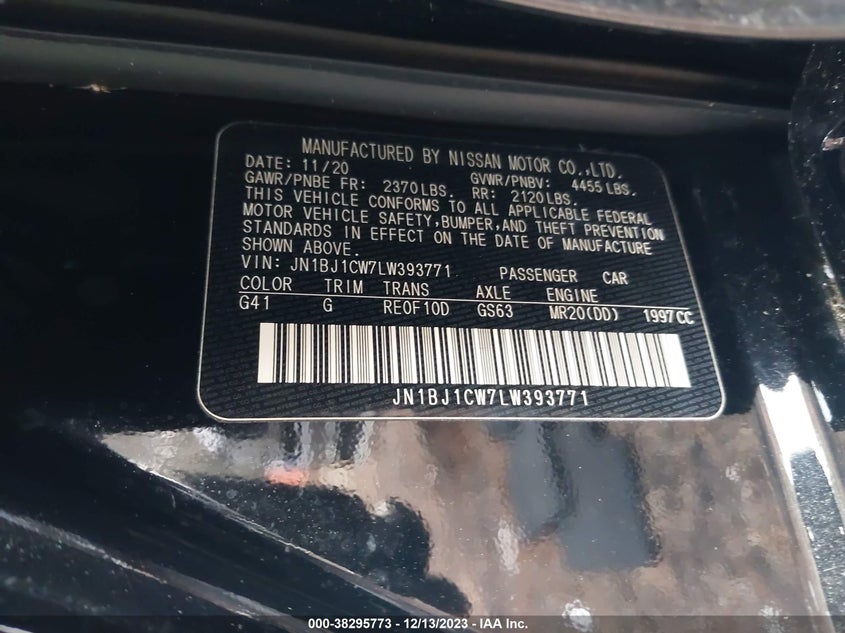 MANUFACTURED BY NISSAN MOTOR CO.,LTD.
DATE: 11/20 GVWR/PNBV: 4455 LBS.
GAWR/PNBE FR: 2370 LBS. RR: 2120 LBS.
THIS VEHICLE CONFORMS TO ALL APPLICABLE FEDERAL
MOTOR VEHICLE SAFETY,BUMPER,AND THEFT PREVENTION
STANDARDS IN EFFECT ON THE DATE OF MANUFACTURE
SHOWN ABOVE.
VIN: JN1BJ1CW7LW393771 PASSENGER CAR
COLOR TRIM TRANS AXLE ENGINE
G41 G RE0F10D GS63 MR20(DD) 1997CC
JN1BJ1CW7LW393771
000-38295773 - 12/13/2023 - IAA Inc.